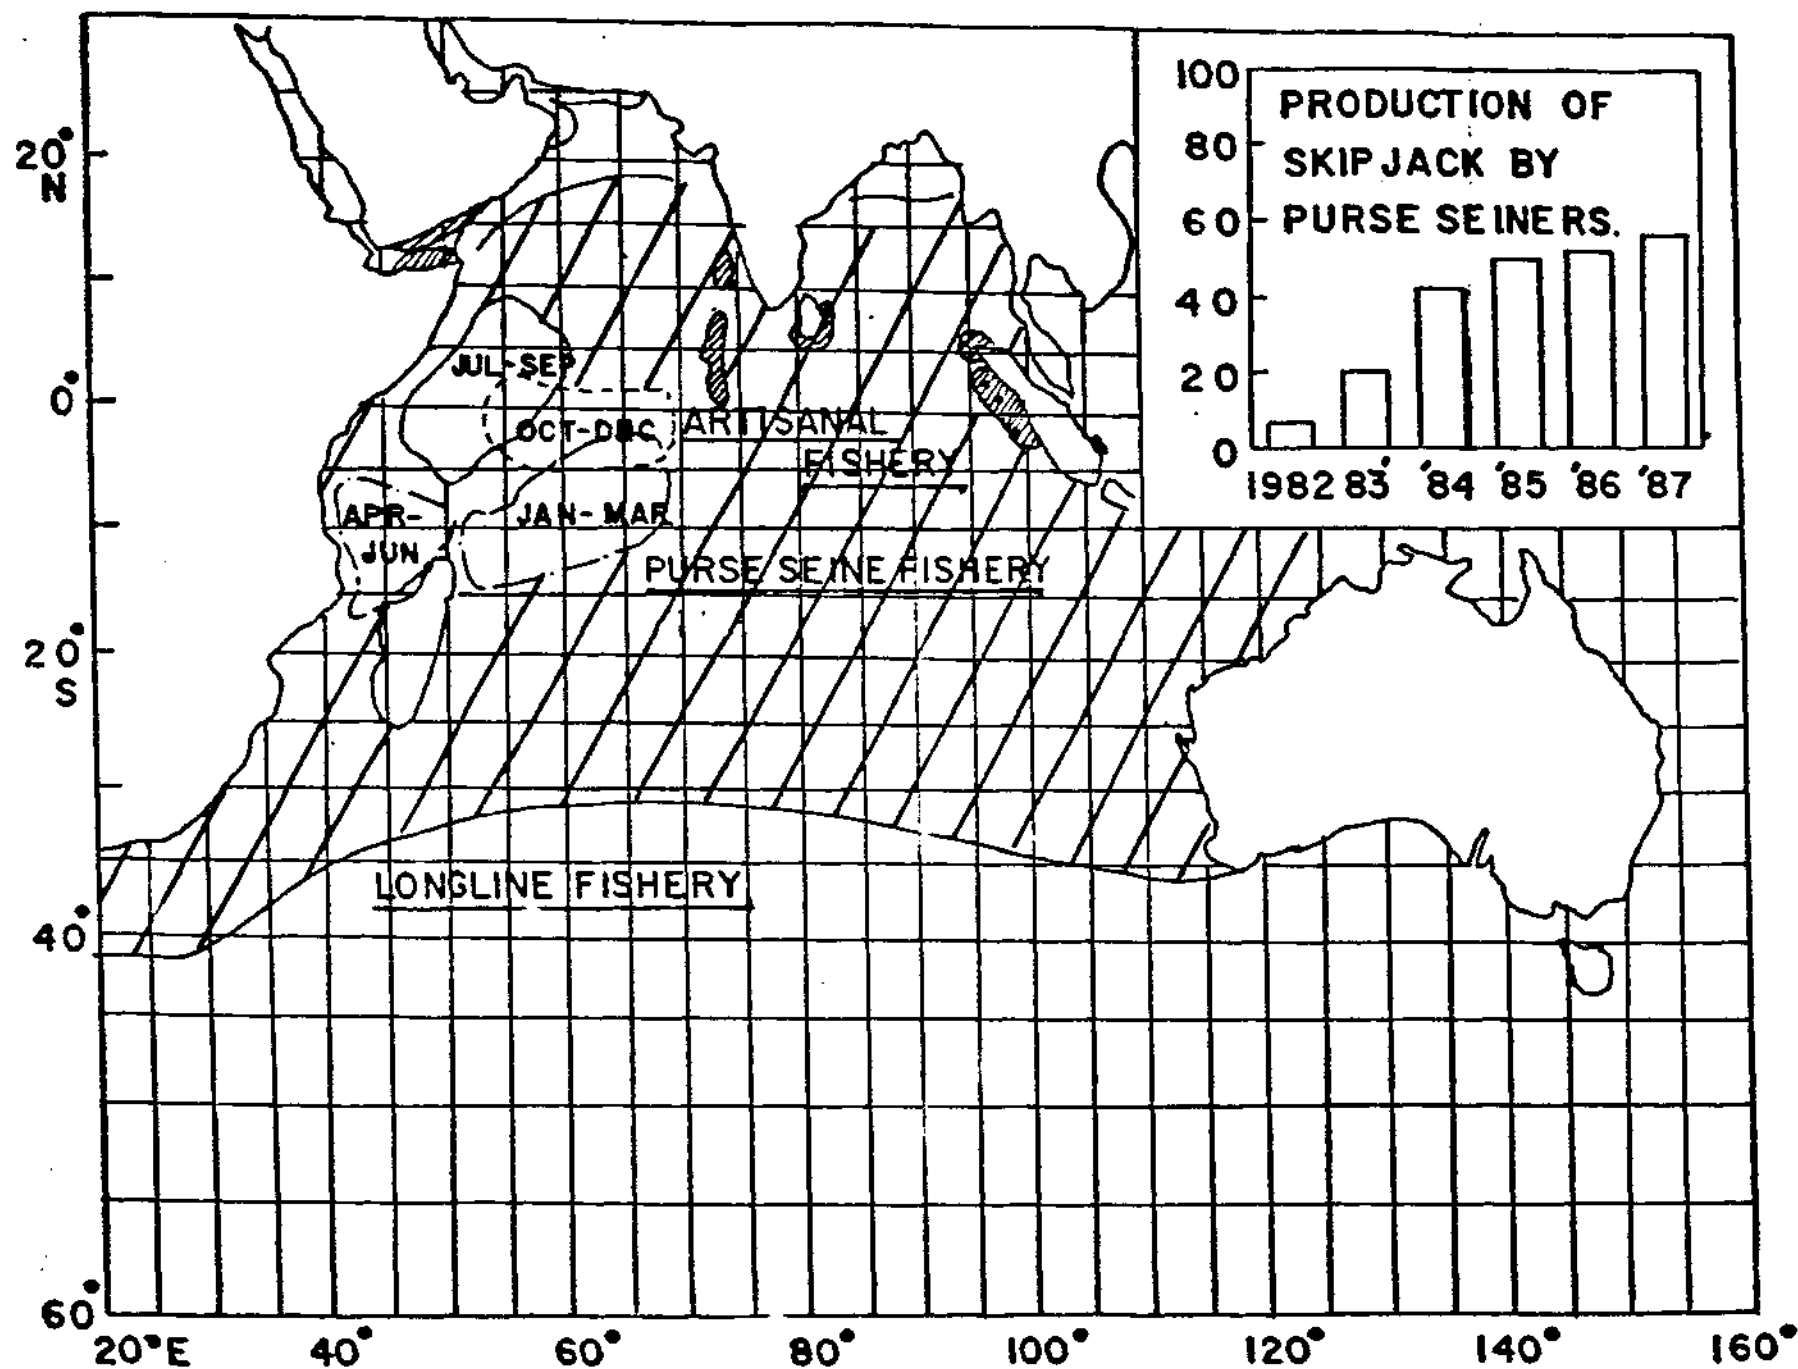 100
80
60
40
20
0
PRODUCTION OF
SKIPJACK BY
PURSE SEINERS.
1982 83' '84 '85 '86 '87
20°
N
0°
20°
S
40°
60°
JUL-SEP
OCT-DEC
APR-
JUN
JAN-MAR
ARTISANAL
FISHERY
PURSE SEINE FISHERY
LONGLINE FISHERY
20°E 40° 60° 80° 100° 120° 140° 160°